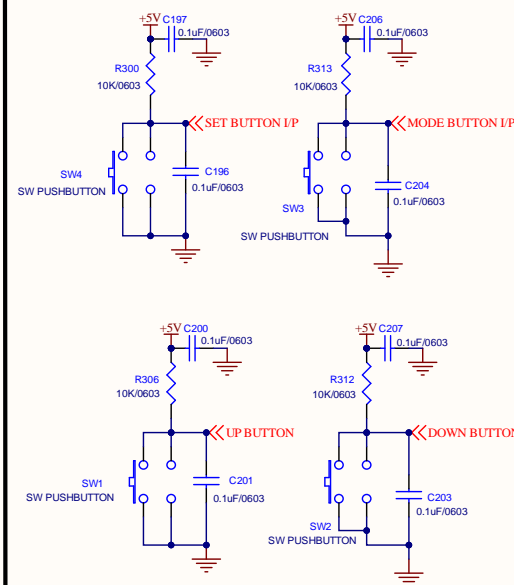 +5V C197
0.1uF/0603
R300
10K/0603
SET BUTTON I/P
SW4
SW PUSHBUTTON
C196
0.1uF/0603
+5V C206
0.1uF/0603
R313
10K/0603
MODE BUTTON I/P
SW3
SW PUSHBUTTON
C204
0.1uF/0603
+5V C200
0.1uF/0603
R306
10K/0603
UP BUTTON
SW1
SW PUSHBUTTON
C201
0.1uF/0603
+5V C207
0.1uF/0603
R312
10K/0603
DOWN BUTTON
SW2
SW PUSHBUTTON
C203
0.1uF/0603